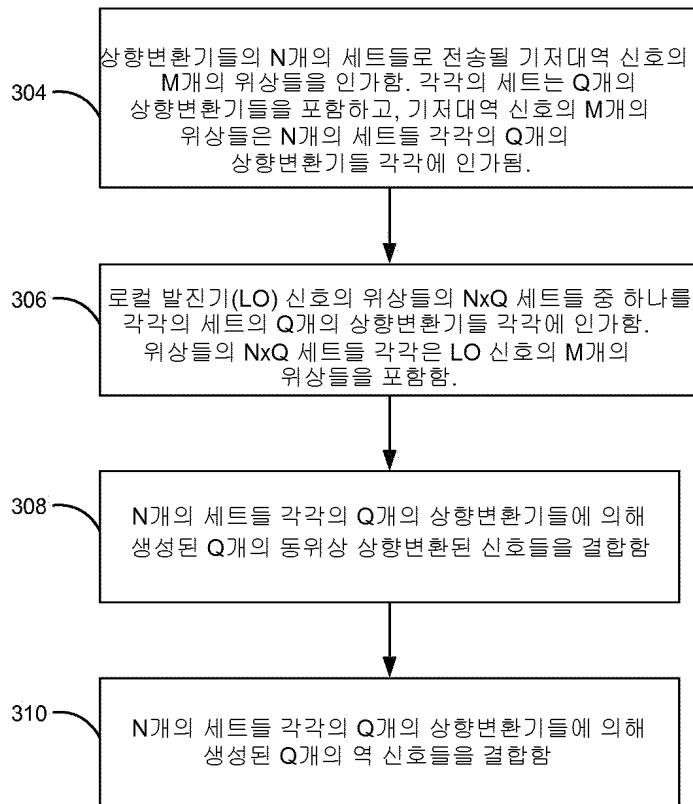 304
상향변환기들의 N개의 세트들로 전송될 기저대역 신호의
M개의 위상들을 인가함. 각각의 세트는 Q개의
상향변환기들을 포함하고, 기저대역 신호의 M개의
위상들은 N개의 세트들 각각의 Q개의
상향변환기들 각각에 인가됨.
306
로컬 발진기(LO) 신호의 위상들의 NxQ 세트들 중 하나를
각각의 세트의 Q개의 상향변환기들 각각에 인가함.
위상들의 NxQ 세트들 각각은 LO 신호의 M개의
위상들을 포함함.
308
N개의 세트들 각각의 Q개의 상향변환기들에 의해
생성된 Q개의 동위상 상향변환된 신호들을 결합함
310
N개의 세트들 각각의 Q개의 상향변환기들에 의해
생성된 Q개의 역 신호들을 결합함